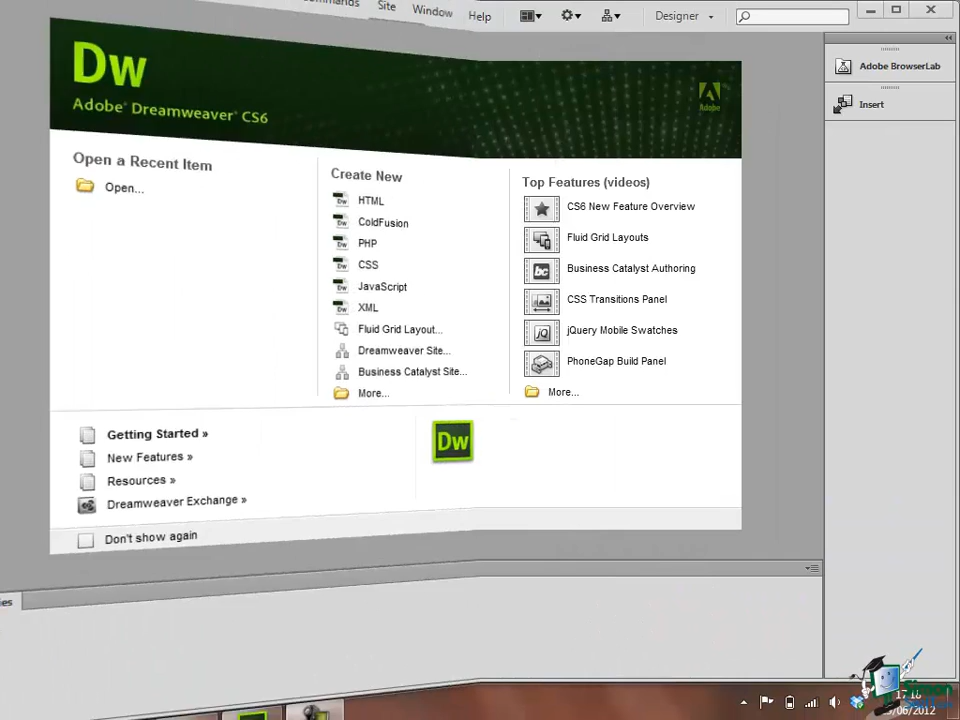 Site Window Help
Designer
Adobe BrowserLab
Insert
Dw
Adobe® Dreamweaver® CS6
Adobe
Open a Recent Item
Open...
Create New
HTML
ColdFusion
PHP
CSS
JavaScript
XML
Fluid Grid Layout...
Dreamweaver Site...
Business Catalyst Site...
More...
Top Features (videos)
CS6 New Feature Overview
Fluid Grid Layouts
bc
Business Catalyst Authoring
CSS Transitions Panel
jQ
jQuery Mobile Swatches
PhoneGap Build Panel
More...
Getting Started »
New Features »
Resources »
Dreamweaver Exchange »
Dw
Don't show again
Simon